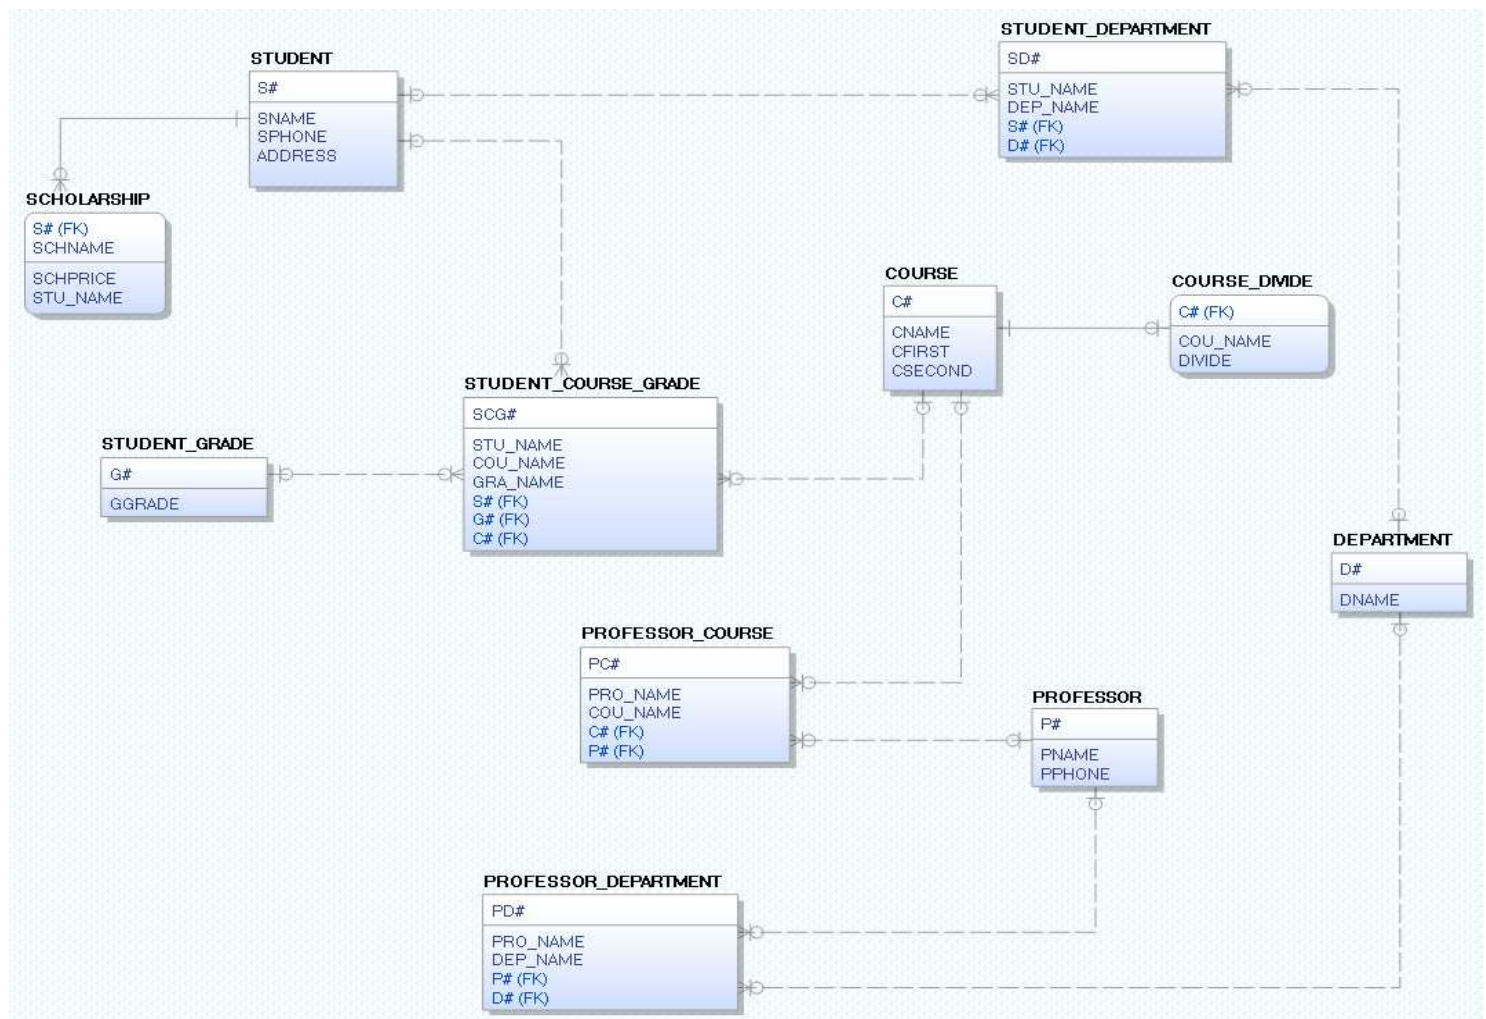 STUDENT
S#
SNAME
SPHONE
ADDRESS
STUDENT_DEPARTMENT
SD#
STU_NAME
DEP_NAME
S# (FK)
D# (FK)
SCHOLARSHIP
S# (FK)
SCHNAME
SCHPRICE
STU_NAME
COURSE
C#
CNAME
CFIRST
CSECOND
COURSE_DIVIDE
C# (FK)
COU_NAME
DIVIDE
STUDENT_COURSE_GRADE
SCG#
STU_NAME
COU_NAME
GRA_NAME
S# (FK)
G# (FK)
C# (FK)
STUDENT_GRADE
G#
GGRADE
DEPARTMENT
D#
DNAME
PROFESSOR_COURSE
PC#
PRO_NAME
COU_NAME
C# (FK)
P# (FK)
PROFESSOR
P#
PNAME
PPHONE
PROFESSOR_DEPARTMENT
PD#
PRO_NAME
DEP_NAME
P# (FK)
D# (FK)